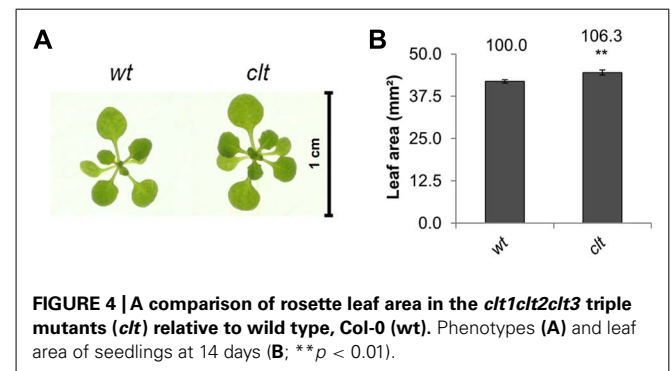 A
wt
clt
1 cm
B
100.0
106.3
**
Leaf area (mm²)
50.0
37.5
25.0
12.5
0.0
wt
clt
FIGURE 4 | A comparison of rosette leaf area in the clt1clt2clt3 triple
mutants (clt) relative to wild type, Col-0 (wt). Phenotypes (A) and leaf
area of seedlings at 14 days (B; **p < 0.01).